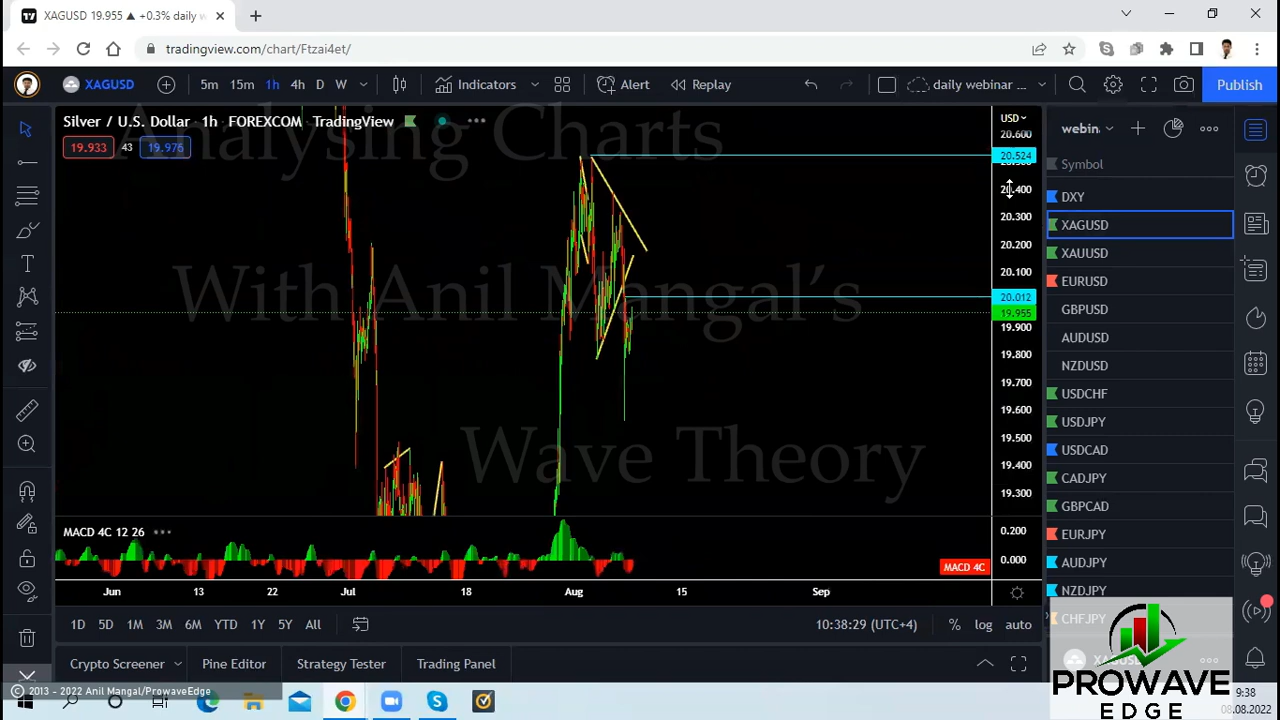 XAGUSD 19.955 ▲ +0.3% daily w
tradingview.com/chart/Ftzai4et/
XAGUSD 5m 15m 1h 4h D W Indicators Alert Replay daily webinar ... Publish
Analysing Charts
With Anil Mangal's
Wave Theory
Silver / U.S. Dollar 1h FOREXCOM TradingView
19.933 43 19.976
USD
20.600
20.524
20.400
20.300
20.200
20.100
20.012
19.955
19.900
19.800
19.700
19.600
19.500
19.400
19.300
MACD 4C 12 26
0.200
0.000
MACD 4C
Jun 13 22 Jul 18 Aug 15 Sep
1D 5D 1M 3M 6M YTD 1Y 5Y All
10:38:29 (UTC+4) % log auto
Crypto Screener Pine Editor Strategy Tester Trading Panel
webin
Symbol
DXY
XAGUSD
XAUUSD
EURUSD
GBPUSD
AUDUSD
NZDUSD
USDCHF
USDJPY
USDCAD
CADJPY
GBPCAD
EURJPY
AUDJPY
NZDJPY
CHFJPY
XAGUS
PROWAVE
EDGE
© 2013 - 2022 Anil Mangal/ProwaveEdge
9:38
08.08.2022